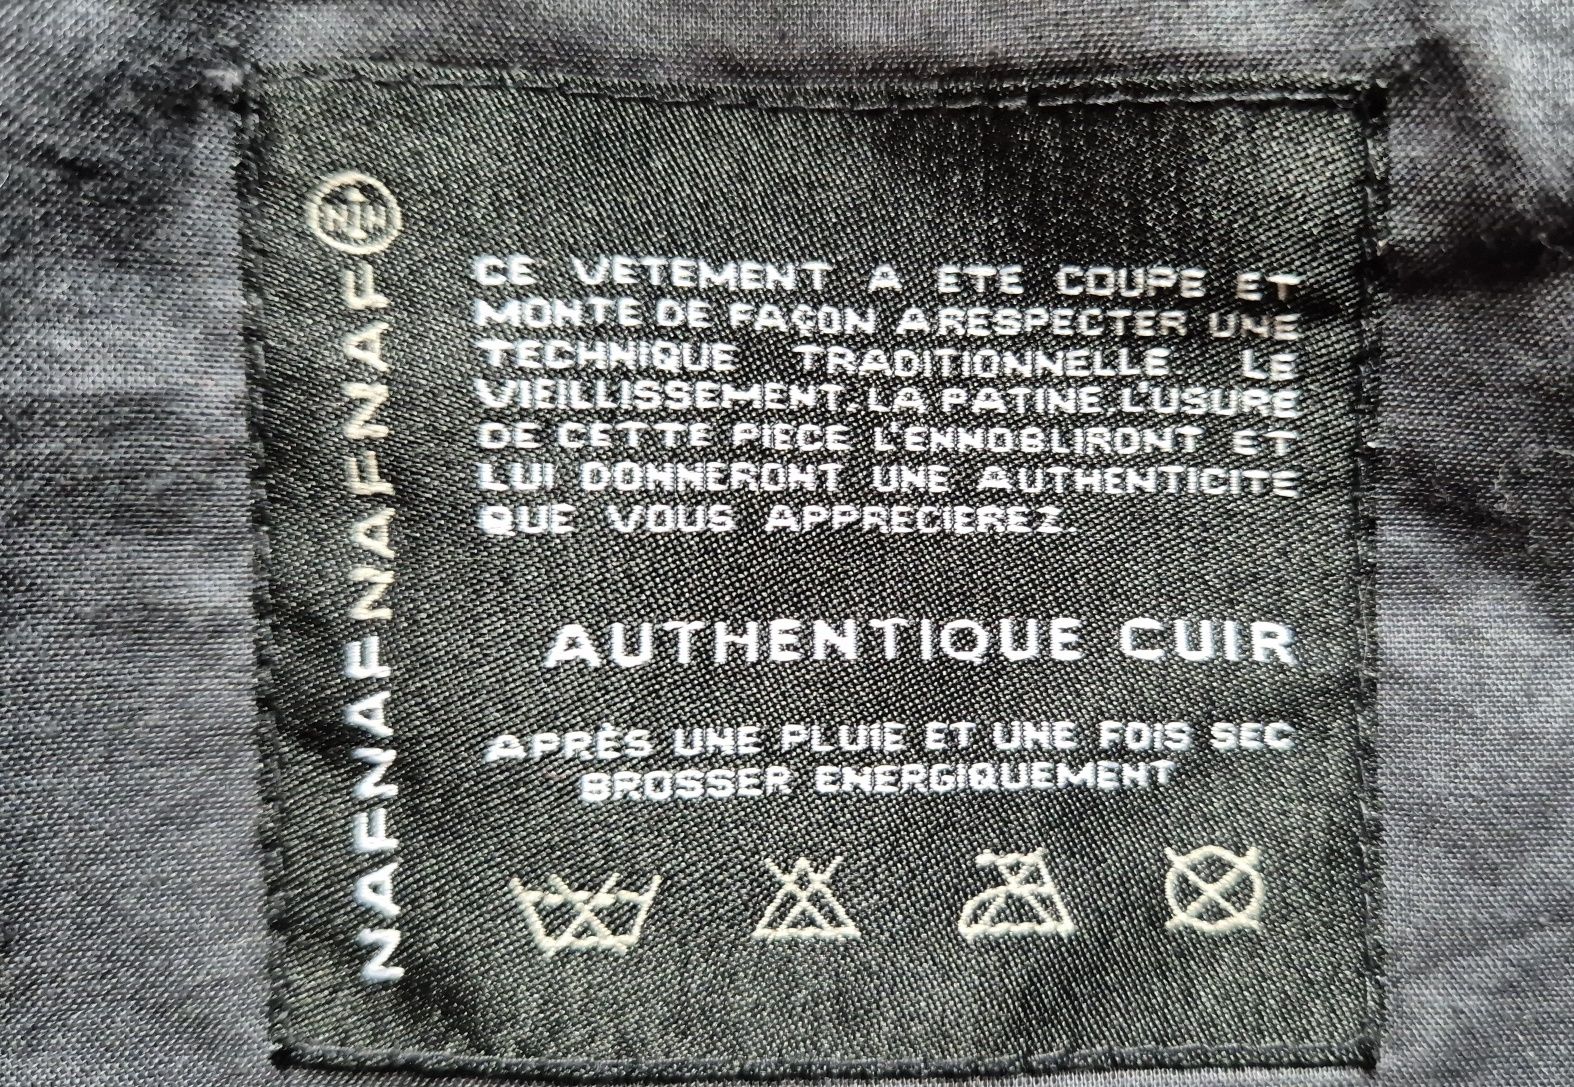 CE VETEMENT A ETE COUPE ET
MONTE DE FAÇON A RESPECTER UNE
TECHNIQUE TRADITIONNELLE LE
VIEILLISSEMENT, LA PATINE, L'USURE
DE CETTE PIECE L'ENNOBLIRONT ET
LUI DONNERONT UNE AUTHENTICITE
QUE VOUS APPRECIEREZ.
AUTHENTIQUE CUIR
APRÈS UNE PLUIE ET UNE FOIS SEC
BROSSER ENERGIQUEMENT
NAFNAFNAFNAFNAFNAF